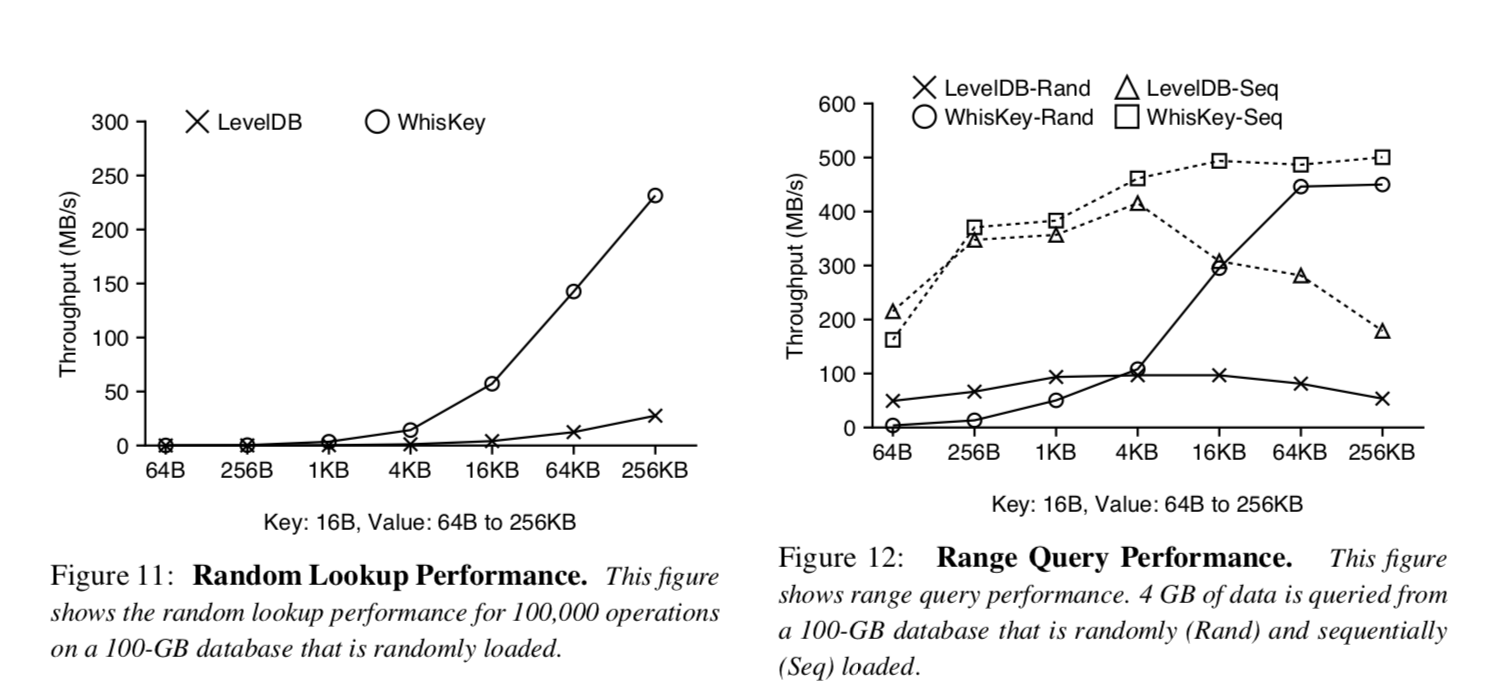 LevelDB WhisKey
300
250
200
150
100
50
0
Throughput (MB/s)
64B 256B 1KB 4KB 16KB 64KB 256KB
Key: 16B, Value: 64B to 256KB
Figure 11: Random Lookup Performance. This figure
shows the random lookup performance for 100,000 operations
on a 100-GB database that is randomly loaded.
LevelDB-Rand LevelDB-Seq
WhisKey-Rand WhisKey-Seq
600
500
400
300
200
100
0
Throughput (MB/s)
64B 256B 1KB 4KB 16KB 64KB 256KB
Key: 16B, Value: 64B to 256KB
Figure 12: Range Query Performance. This figure
shows range query performance. 4 GB of data is queried from
a 100-GB database that is randomly (Rand) and sequentially
(Seq) loaded.